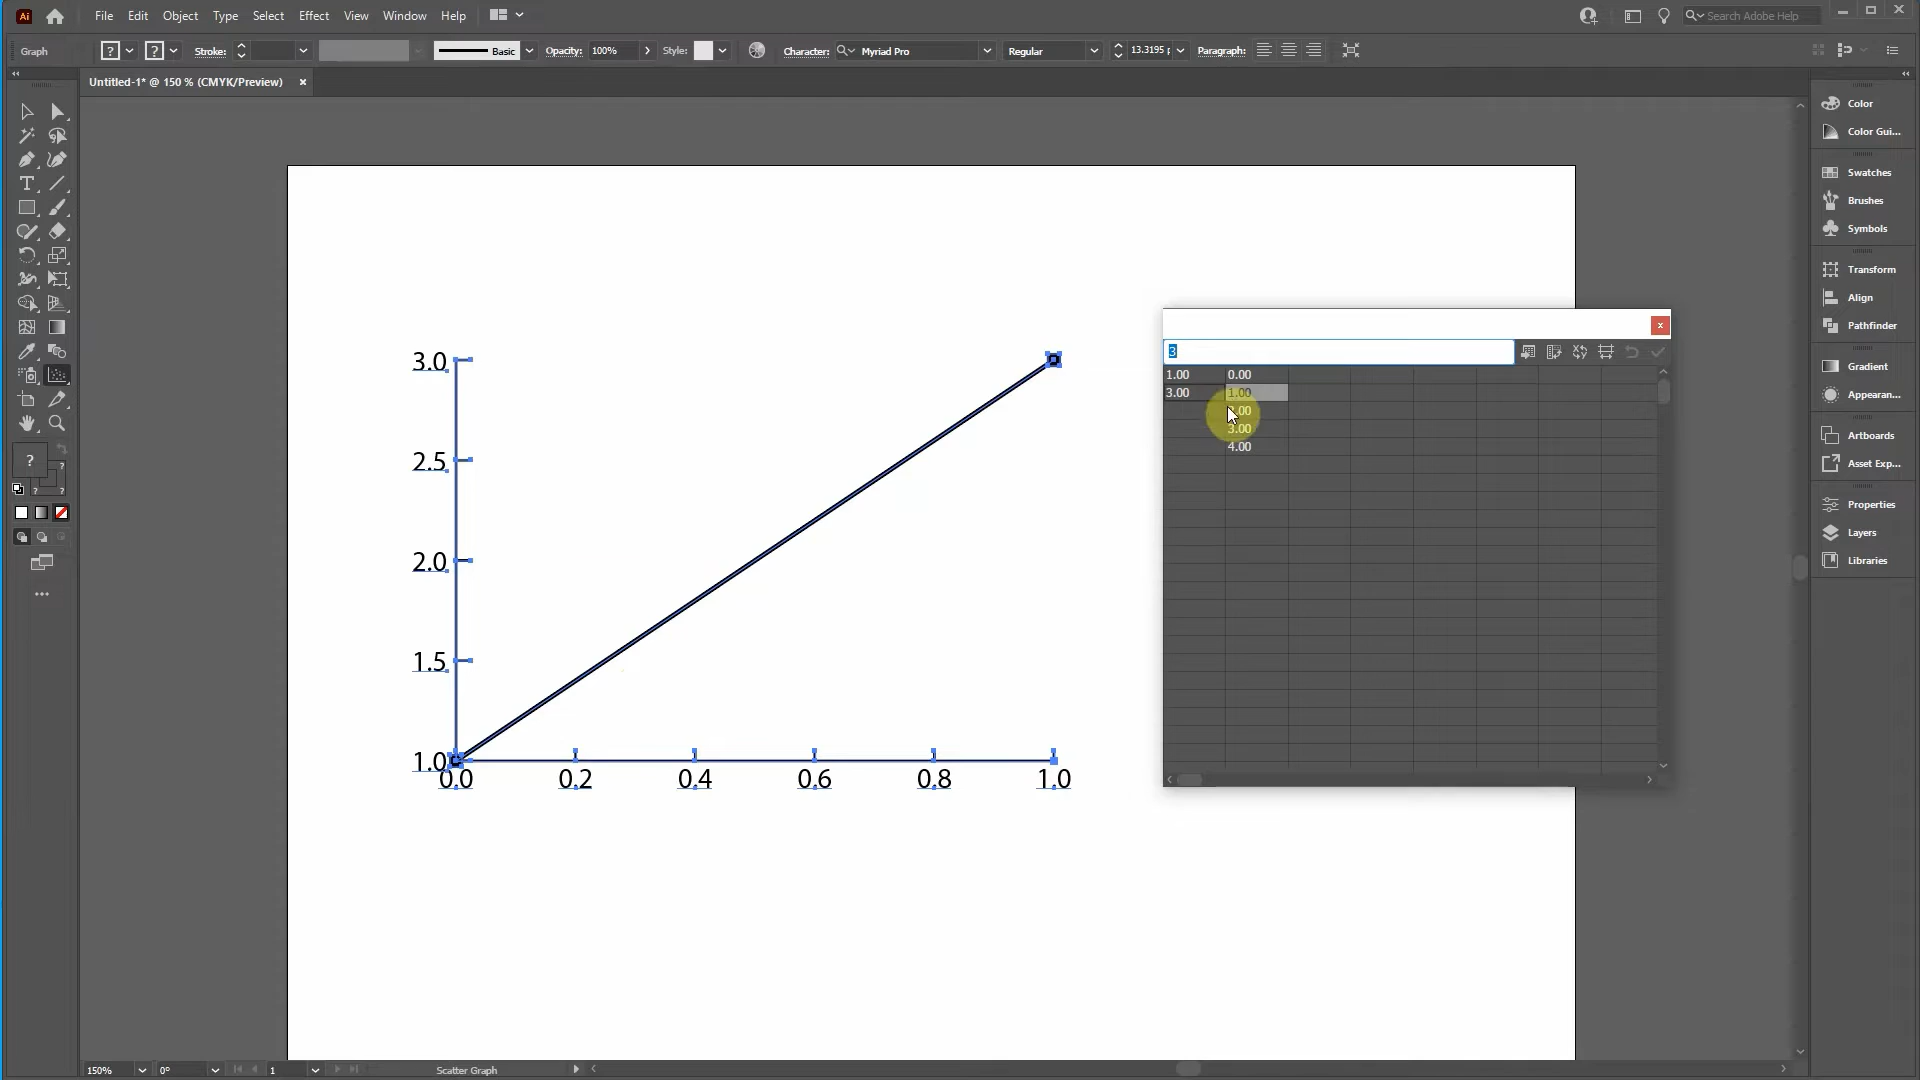 Ai File Edit Object Type Select Effect View Window Help Search Adobe Help
Graph ? ? Stroke: Basic Opacity: 100% Style: Character: Myriad Pro Regular 13.3195 p Paragraph:
Untitled-1* @ 150 % (CMYK/Preview) ×
Color
Color Gui...
Swatches
Brushes
Symbols
Transform
Align
Pathfinder
Gradient
Appearan...
Artboards
Asset Exp...
Properties
Layers
Libraries
? ?
? ?
3.0
2.5
2.0
1.5
1.0
0.0 0.2 0.4 0.6 0.8 1.0
x
3
1.00 0.00
3.00 1.00
2.00
3.00
4.00
150% 0° 1 Scatter Graph